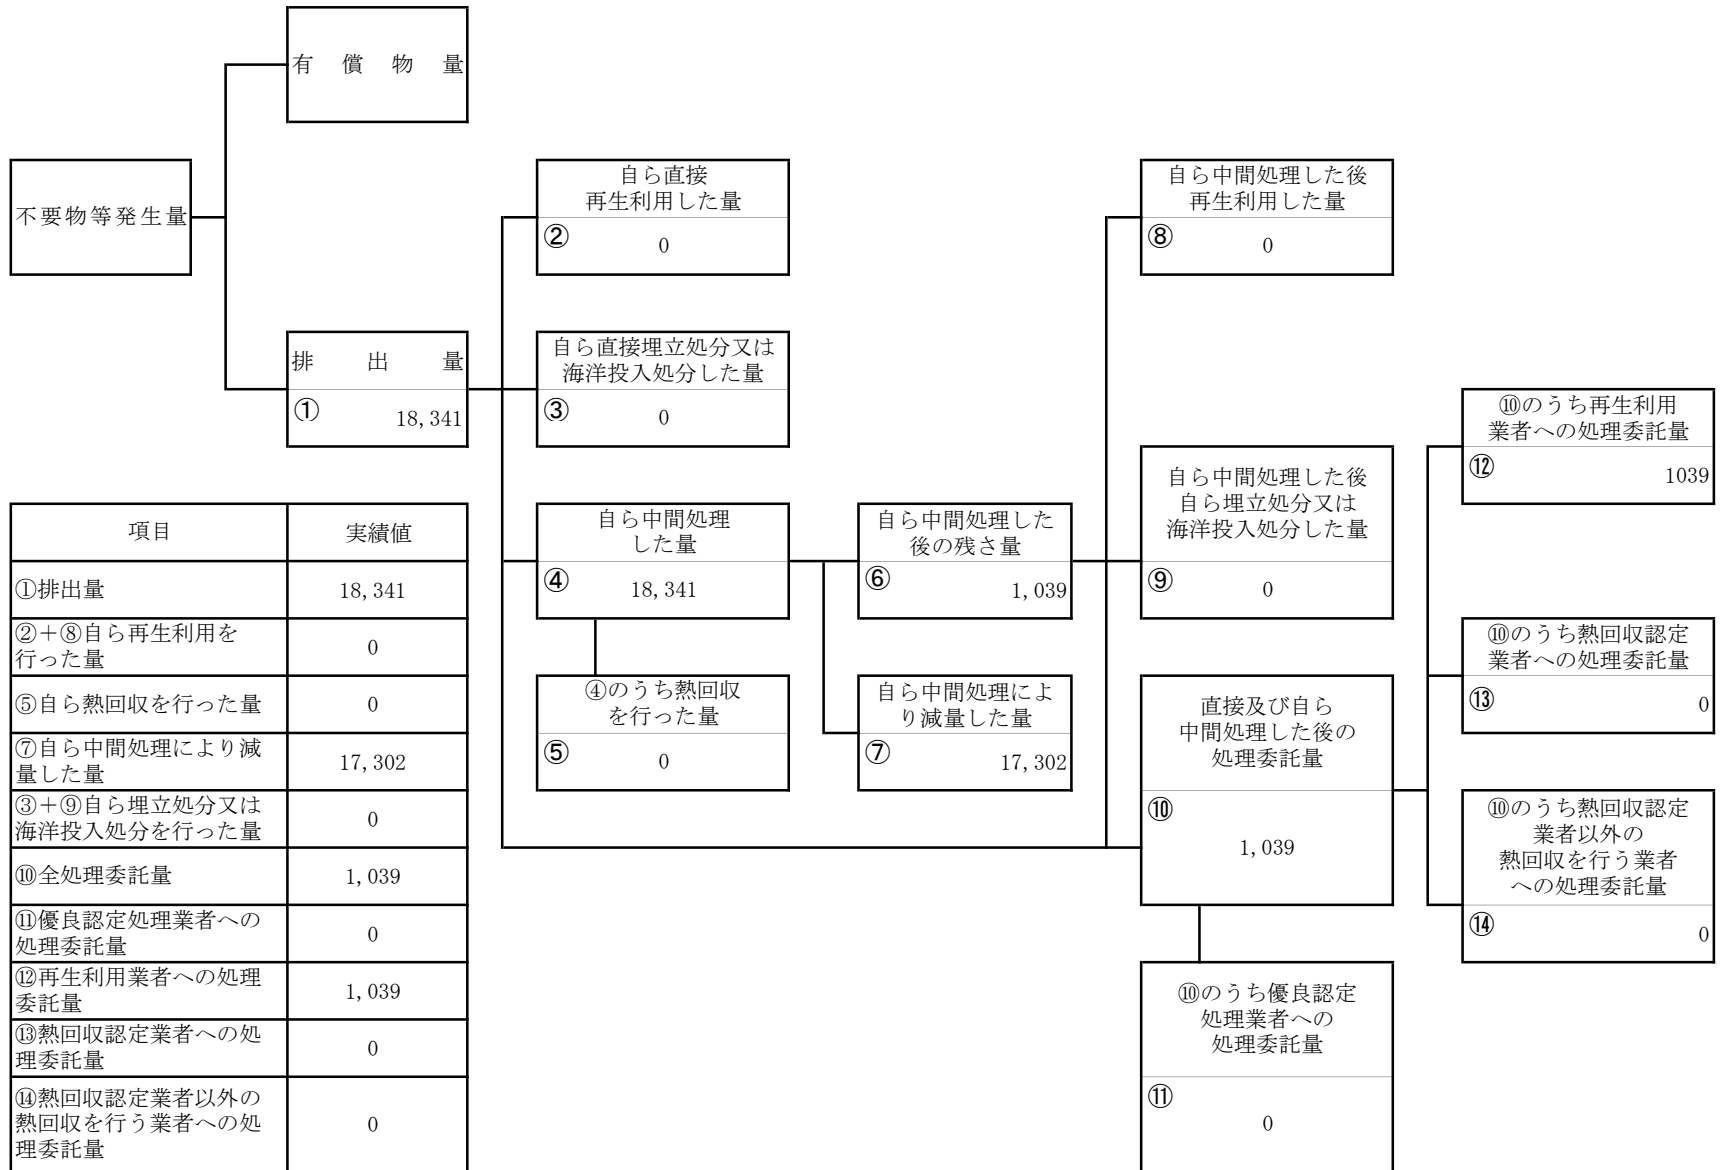 有償物量
不要物等発生量
排出量
①
18,341
自ら直接
再生利用した量
②
0
自ら直接埋立処分又は
海洋投入処分した量
③
0
自ら中間処理
した量
④
18,341
④のうち熱回収
を行った量
⑤
0
自ら中間処理した
後の残さ量
⑥
1,039
自ら中間処理によ
り減量した量
⑦
17,302
自ら中間処理した後
再生利用した量
⑧
0
自ら中間処理した後
自ら埋立処分又は
海洋投入処分した量
⑨
0
直接及び自ら
中間処理した後の
処理委託量
⑩
1,039
⑩のうち優良認定
処理業者への
処理委託量
⑪
0
⑩のうち再生利用
業者への処理委託量
⑫
1039
⑩のうち熱回収認定
業者への処理委託量
⑬
0
⑩のうち熱回収認定
業者以外の
熱回収を行う業者
への処理委託量
⑭
0
項目 実績値
①排出量 18,341
②+⑧自ら再生利用を
行った量 0
⑤自ら熱回収を行った量 0
⑦自ら中間処理により減
量した量 17,302
③+⑨自ら埋立処分又は
海洋投入処分を行った量 0
⑩全処理委託量 1,039
⑪優良認定処理業者への
処理委託量 0
⑫再生利用業者への処理
委託量 1,039
⑬熱回収認定業者への処
理委託量 0
⑭熱回収認定業者以外の
熱回収を行う業者への処
理委託量 0